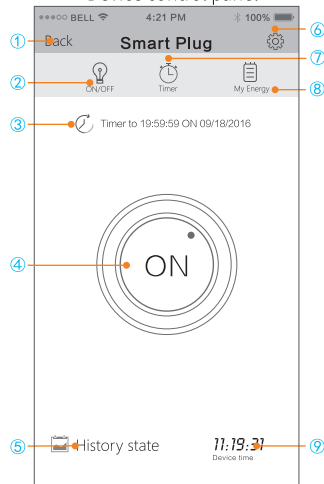 Device control panel
BELL 4:21 PM 100%
① Back Smart Plug ⑥
② ON/OFF Timer ⑦ My Energy ⑧
③ Timer to 19:59:59 ON 09/18/2016
④ ON
⑤ History state 11:19:31 ⑨
Device time